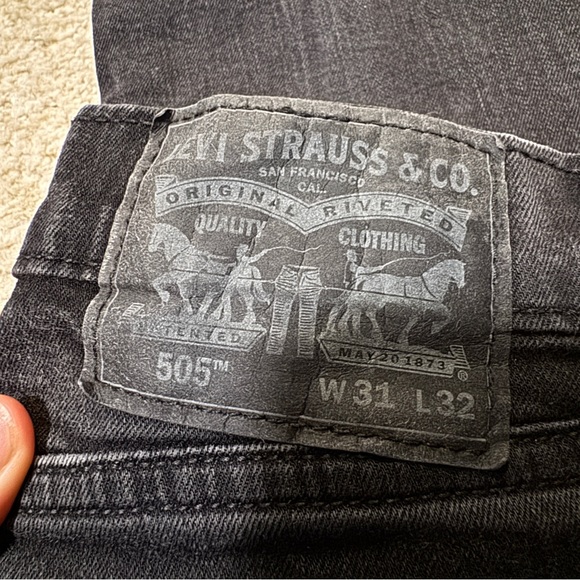 LEVI STRAUSS & CO.
SAN FRANCISCO
CAL.
ORIGINAL RIVETED
QUALITY CLOTHING
PATENTED
MAY 20 1873
®
505™
W31 L32